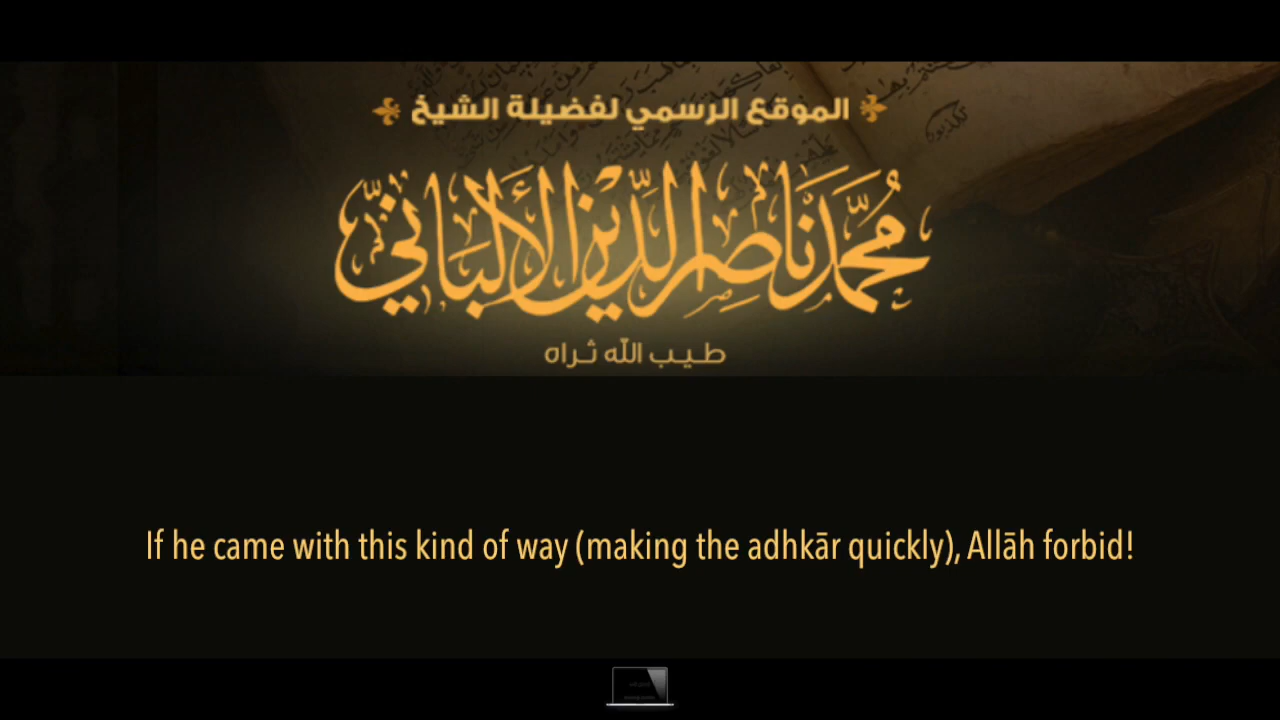 الموقع الرسمي لفضيلة الشيخ
محمد ناصر الدين الألباني
طيب الله ثراه
If he came with this kind of way (making the adhkār quickly), Allāh forbid!